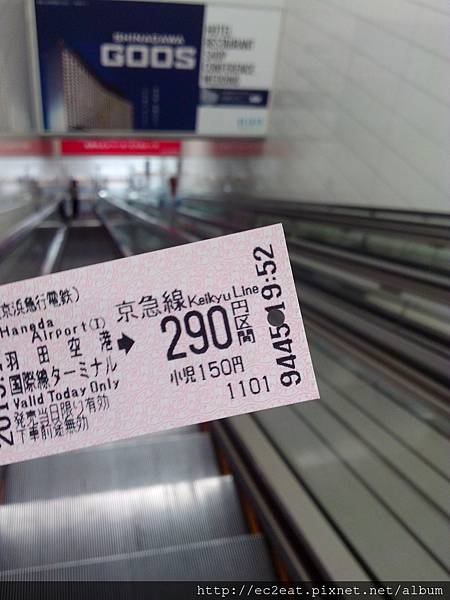 SHINAGAWA
GOOS
HOTEL
RESTAURANT
SHOP
CONFERENCE
京浜急行電鉄)
Haneda
Airport(I)
羽田空港
国際線ターミナル
Valid Today Only
発売当日限り有効
下車前途無効
京急線 Keikyu Line
290円区間
小児150円
1101
9445 19:52
http://ec2eat.pixnet.net/album